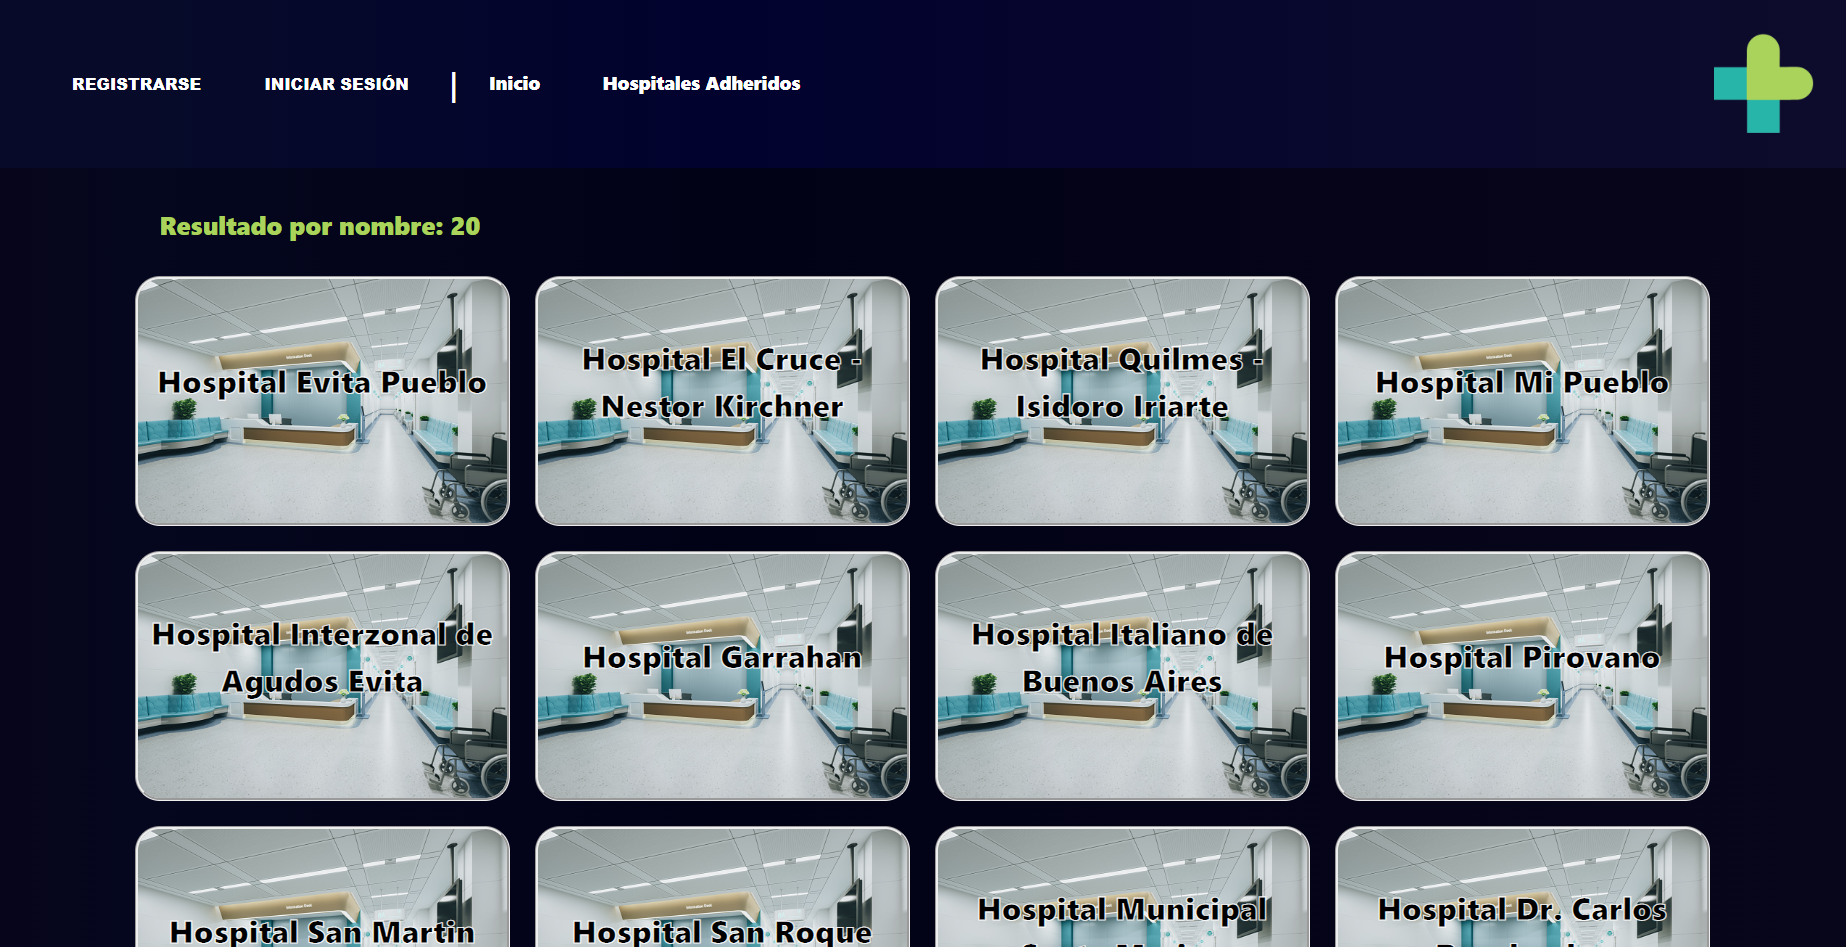 REGISTRARSE
INICIAR SESIÓN
Inicio
Hospitales Adheridos
Resultado por nombre: 20
Hospital Evita Pueblo
Hospital El Cruce -
Nestor Kirchner
Hospital Quilmes -
Isidoro Iriarte
Hospital Mi Pueblo
Hospital Interzonal de
Agudos Evita
Hospital Garrahan
Hospital Italiano de
Buenos Aires
Hospital Pirovano
Hospital San Martin
Hospital San Roque
Hospital Municipal
Hospital Dr. Carlos